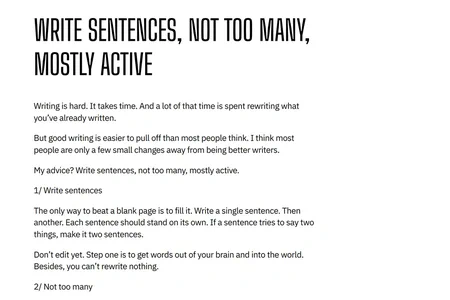 WRITE SENTENCES, NOT TOO MANY,
MOSTLY ACTIVE
Writing is hard. It takes time. And a lot of that time is spent rewriting what
you’ve already written.
But good writing is easier to pull off than most people think. I think most
people are only a few small changes away from being better writers.
My advice? Write sentences, not too many, mostly active.
1/ Write sentences
The only way to beat a blank page is to fill it. Write a single sentence. Then
another. Each sentence should stand on its own. If a sentence tries to say two
things, make it two sentences.
Don’t edit yet. Step one is to get words out of your brain and into the world.
Besides, you can’t rewrite nothing.
2/ Not too many